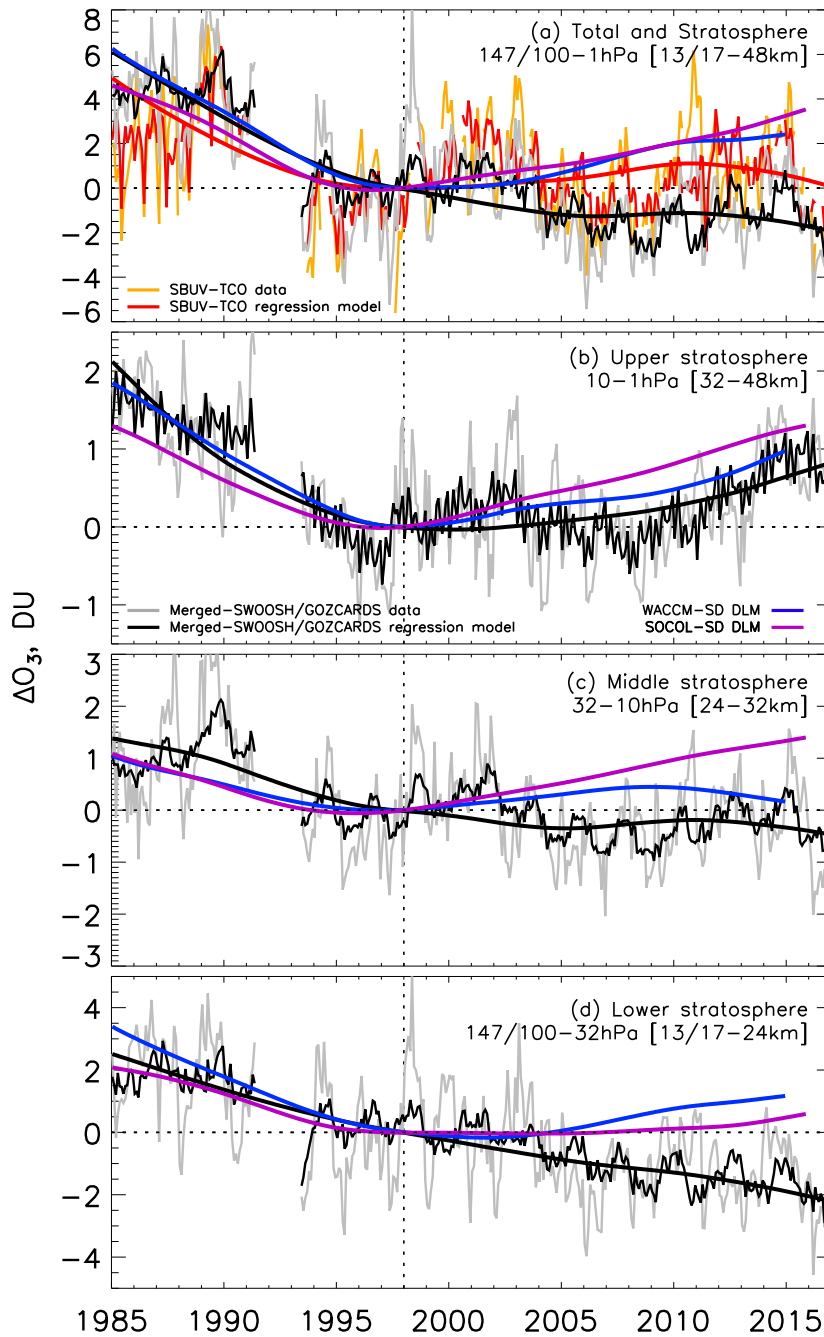 (a) Total and Stratosphere
147/100−1hPa [13/17−48km]
8
6
4
2
0
−2
−4
−6
SBUV−TCO data
SBUV−TCO regression model
(b) Upper stratosphere
10−1hPa [32−48km]
2
1
0
−1
Merged−SWOOSH/GOZCARDS data
Merged−SWOOSH/GOZCARDS regression model
WACCM−SD DLM
SOCOL−SD DLM
ΔO₃, DU
(c) Middle stratosphere
32−10hPa [24−32km]
3
2
1
0
−1
−2
−3
(d) Lower stratosphere
147/100−32hPa [13/17−24km]
4
2
0
−2
−4
1985 1990 1995 2000 2005 2010 2015